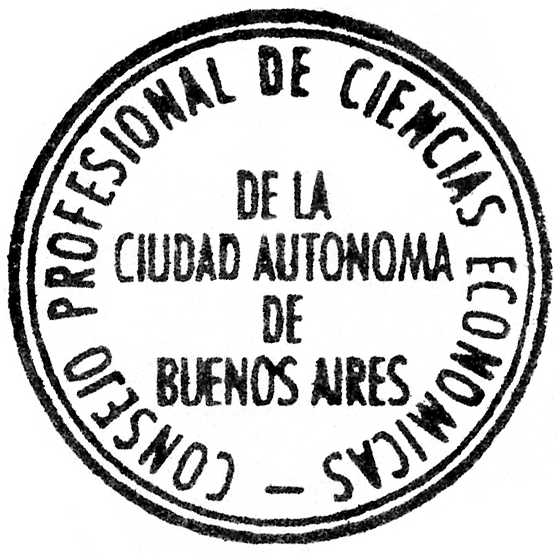 CONSEJO PROFESIONAL DE CIENCIAS ECONOMICAS –
DE LA
CIUDAD AUTONOMA
DE
BUENOS AIRES